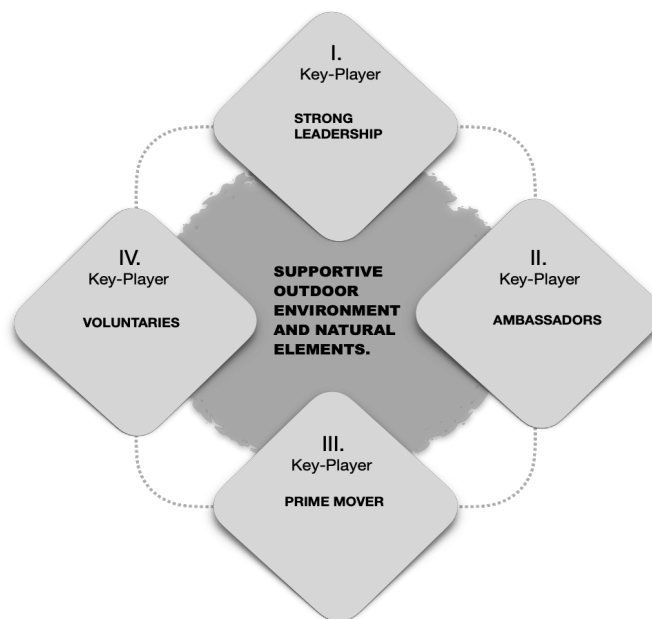 I.
Key-Player
STRONG
LEADERSHIP
IV.
Key-Player
VOLUNTARIES
SUPPORTIVE
OUTDOOR
ENVIRONMENT
AND NATURAL
ELEMENTS.
II.
Key-Player
AMBASSADORS
III.
Key-Player
PRIME MOVER